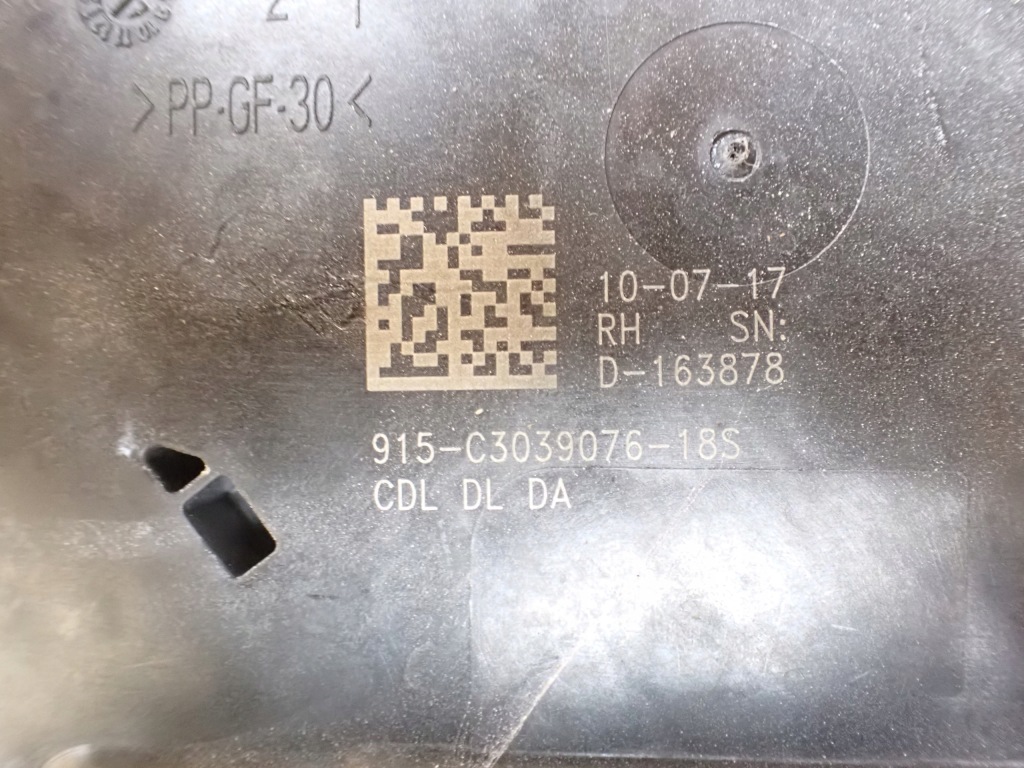 >PP-GF-30<
10-07-17
RH SN:
D-163878
915-C3039076-18S
CDL DL DA